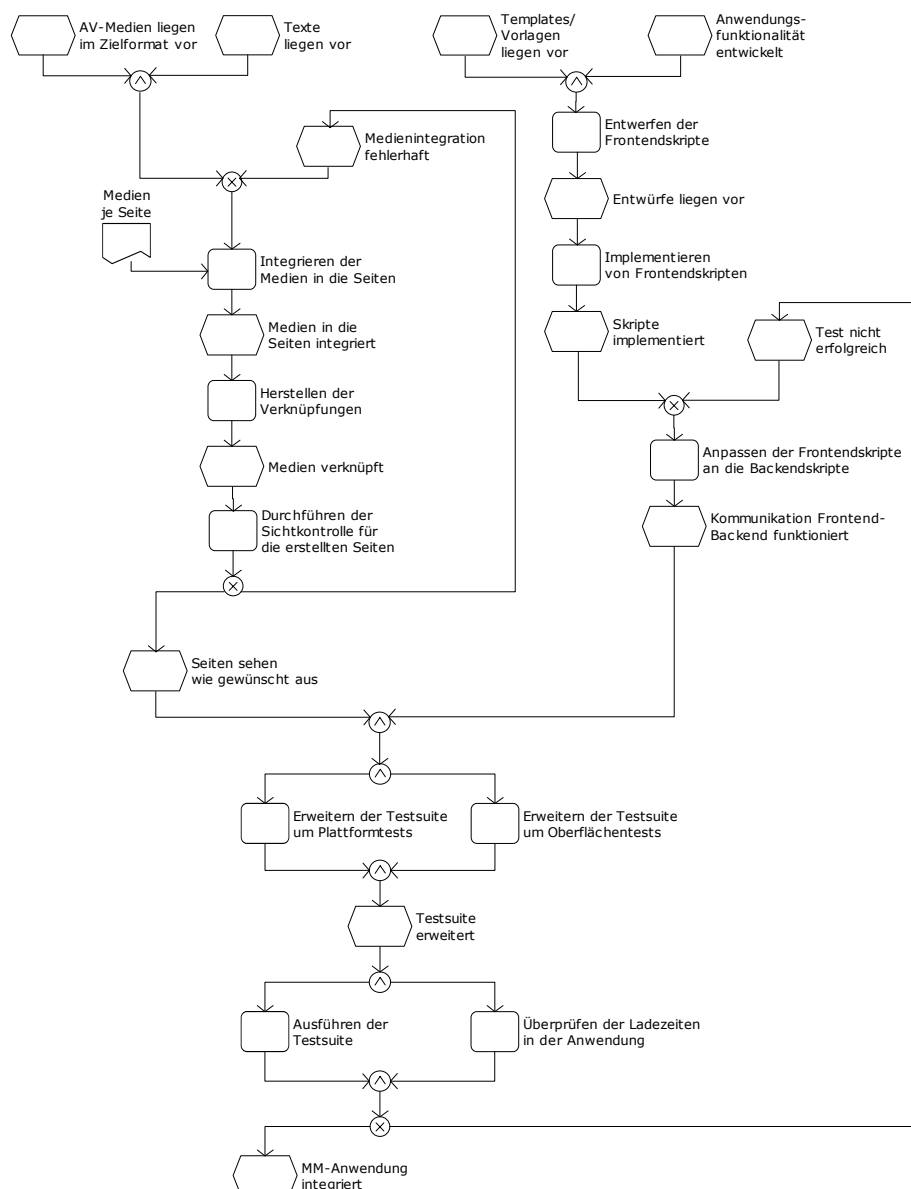 AV-Medien liegen
im Zielformat vor
Texte
liegen vor
Templates/
Vorlagen
liegen vor
Anwendungs-
funktionalität
entwickelt
Medienintegration
fehlerhaft
Entwerfen der
Frontendskripte
Medien
je Seite
Entwürfe liegen vor
Integrieren der
Medien in die Seiten
Implementieren
von Frontendskripten
Medien in die
Seiten integriert
Skripte
implementiert
Test nicht
erfolgreich
Herstellen der
Verknüpfungen
Anpassen der Frontendskripte
an die Backendskripte
Medien verknüpft
Durchführen der
Sichtkontrolle für
die erstellten Seiten
Kommunikation Frontend-
Backend funktioniert
Seiten sehen
wie gewünscht aus
Erweitern der Testsuite
um Plattformtests
Erweitern der Testsuite
um Oberflächentests
Testsuite
erweitert
Ausführen der
Testsuite
Überprüfen der Ladezeiten
in der Anwendung
MM-Anwendung
integriert